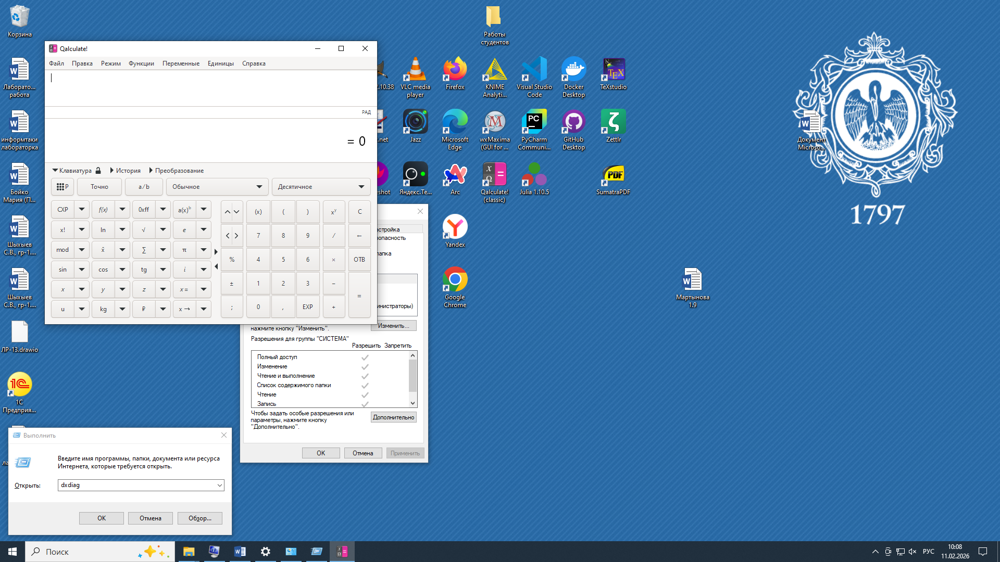 Корзина
Лаборато...
работа
информтаки
лабораторка
Бойко
Мария (П...
Шыхыев
С.В., гр-1....
Шыхыев
С.В., гр-1....
ЛР-13.drawio
1С
Предприя...
Qalculate!
Файл Правка Режим Функции Переменные Единицы Справка
РАД
= 0
Клавиатура История Преобразование
P Точно a/b Обычное Десятичное
CXP f(x) 0xff a(x)ᵇ (x) ( ) xʸ C
x! ln √ e 7 8 9 / ←
mod x̄ ∑ π % 4 5 6 × ОТВ
sin cos tg i ± 1 2 3 − =
x y z x =
u kg ₽ x → ; 0 , EXP +
Работы
студентов
2.10.38
VLC media
player
Firefox
KNIME
Analyti...
Visual Studio
Code
Docker
Desktop
TeXstudio
.net
Jazz
Microsoft
Edge
wxMaxima
(GUI for ...
PyCharm
Communi...
GitHub
Desktop
Zettlr
eshot
Яндекс.Те...
Arc
Qalculate!
(classic)
Julia 1.10.5
SumatraPDF
Yandex
Google
Chrome
Документ
Microso...
Мартынова
1.9
1797
астройка
зопасность
папка
инистраторы)
нажмите кнопку "Изменить".
Изменить...
Разрешения для группы "СИСТЕМА"
Разрешить Запретить
Полный доступ
Изменение
Чтение и выполнение
Список содержимого папки
Чтение
Запись
Чтобы задать особые разрешения или
параметры, нажмите кнопку
"Дополнительно".
Дополнительно
OK Отмена Применить
Выполнить
Введите имя программы, папки, документа или ресурса
Интернета, которые требуется открыть.
Открыть: dxdiag
OK Отмена Обзор...
Поиск
РУС
10:08
11.02.2026